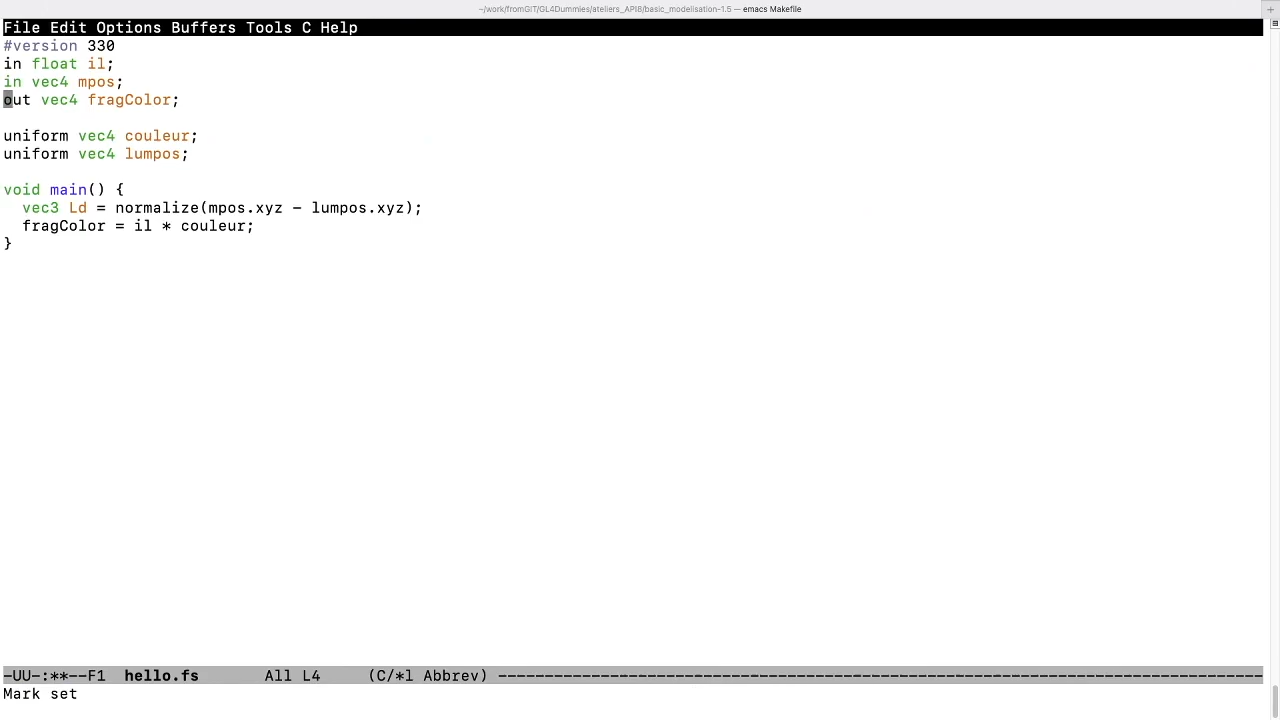 ~/work/fromGIT/GL4Dummies/ateliers_API8/basic_modelisation-1.5 — emacs Makefile
File Edit Options Buffers Tools C Help
#version 330
in float il;
in vec4 mpos;
out vec4 fragColor;
uniform vec4 couleur;
uniform vec4 lumpos;
void main() {
  vec3 Ld = normalize(mpos.xyz - lumpos.xyz);
  fragColor = il * couleur;
}
-UU-:**--F1  hello.fs       All L4     (C/*l Abbrev) -----------------------------------------------------------------------------------
Mark set